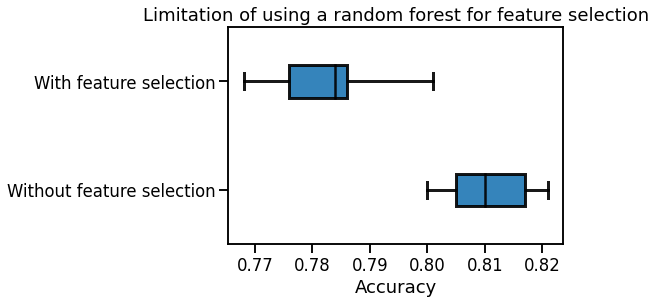 Limitation of using a random forest for feature selection
With feature selection
Without feature selection
0.77 0.78 0.79 0.80 0.81 0.82
Accuracy